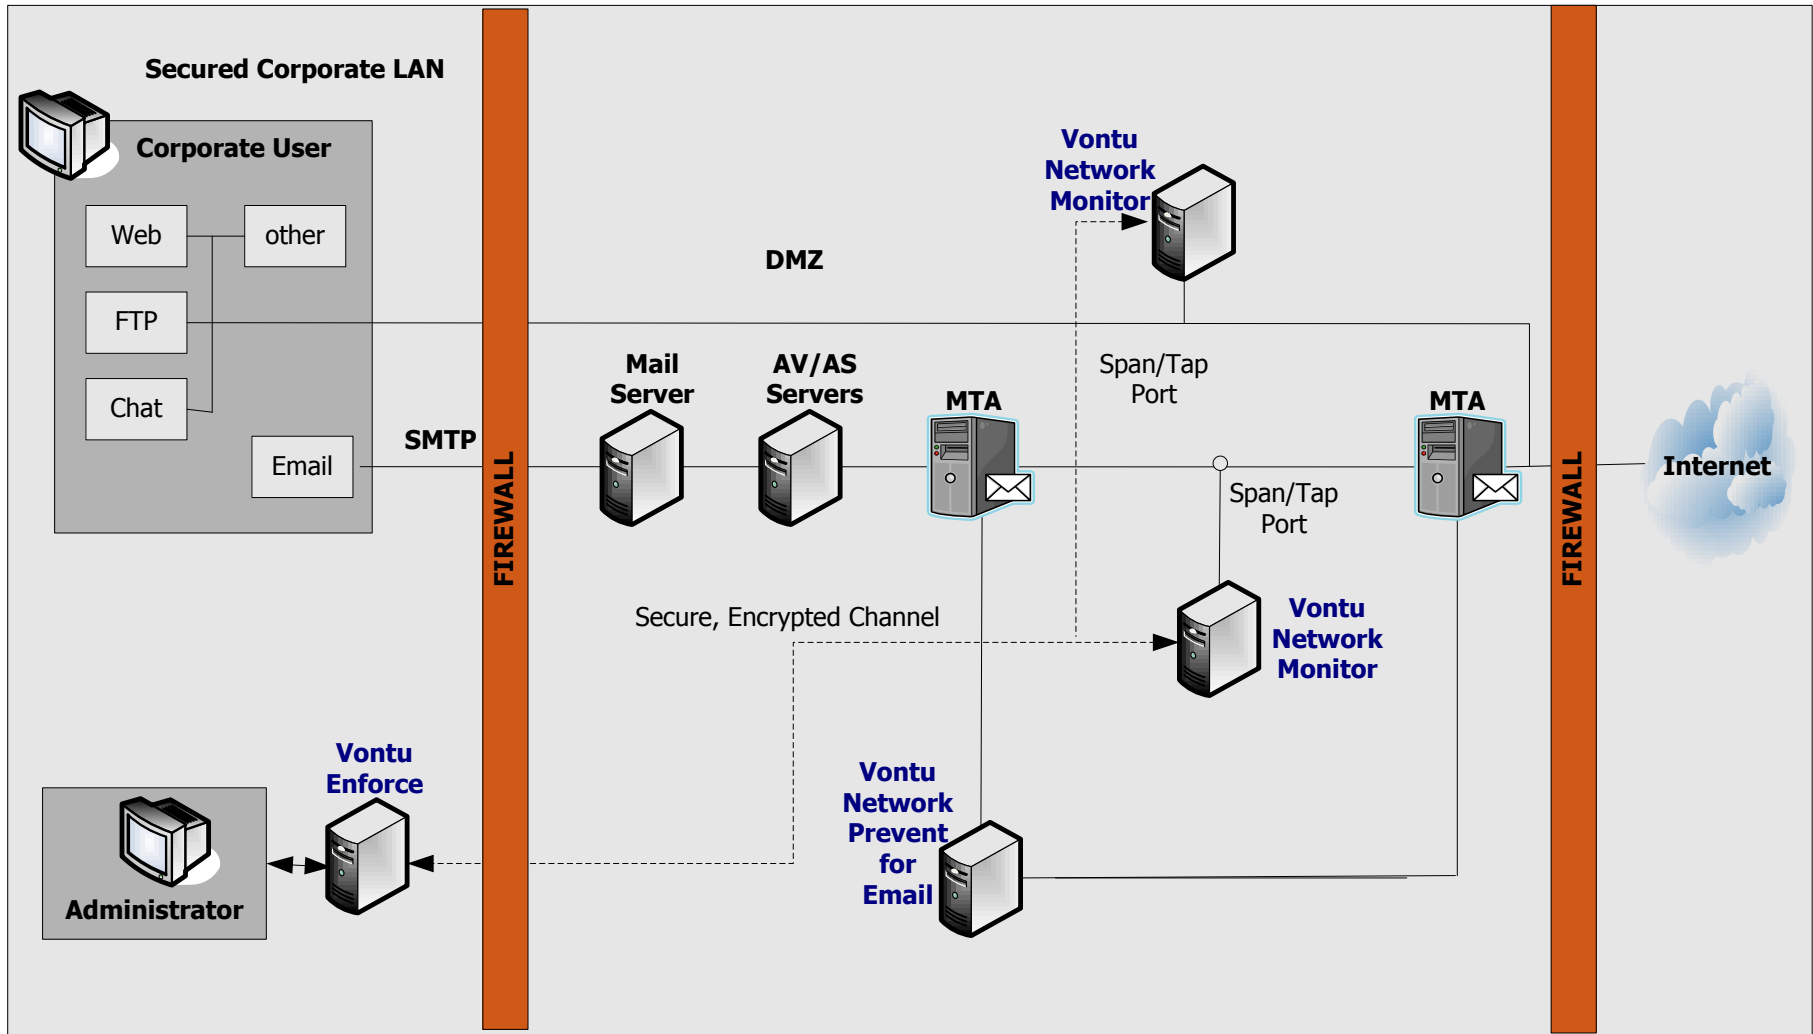 Secured Corporate LAN
Corporate User
Web
other
FTP
Chat
Email
SMTP
FIREWALL
DMZ
Mail
Server
AV/AS
Servers
MTA
Vontu
Network
Monitor
Span/Tap
Port
MTA
Span/Tap
Port
FIREWALL
Internet
Secure, Encrypted Channel
Vontu
Network
Monitor
Vontu
Enforce
Administrator
Vontu
Network
Prevent
for
Email